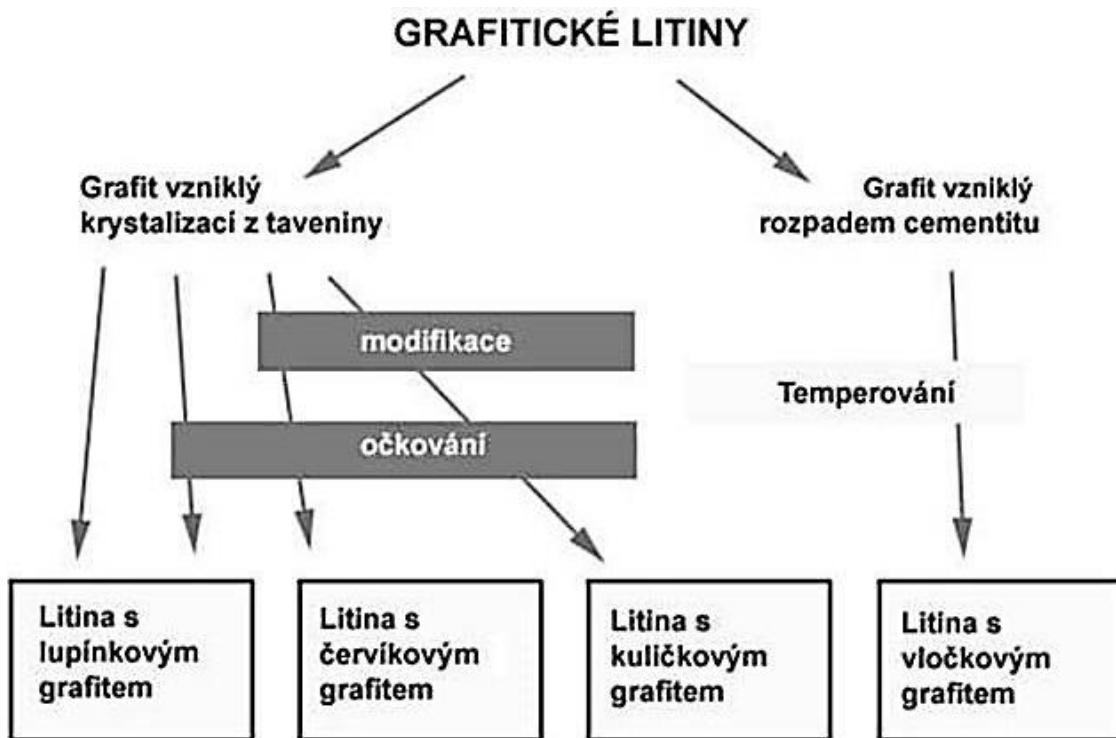 GRAFITICKÉ LITINY
Grafit vzniklý
krystalizací z taveniny
Grafit vzniklý
rozpadem cementitu
modifikace
Temperování
očkování
Litina s
lupínkovým
grafitem
Litina s
červíkovým
grafitem
Litina s
kuličkovým
grafitem
Litina s
vločkovým
grafitem